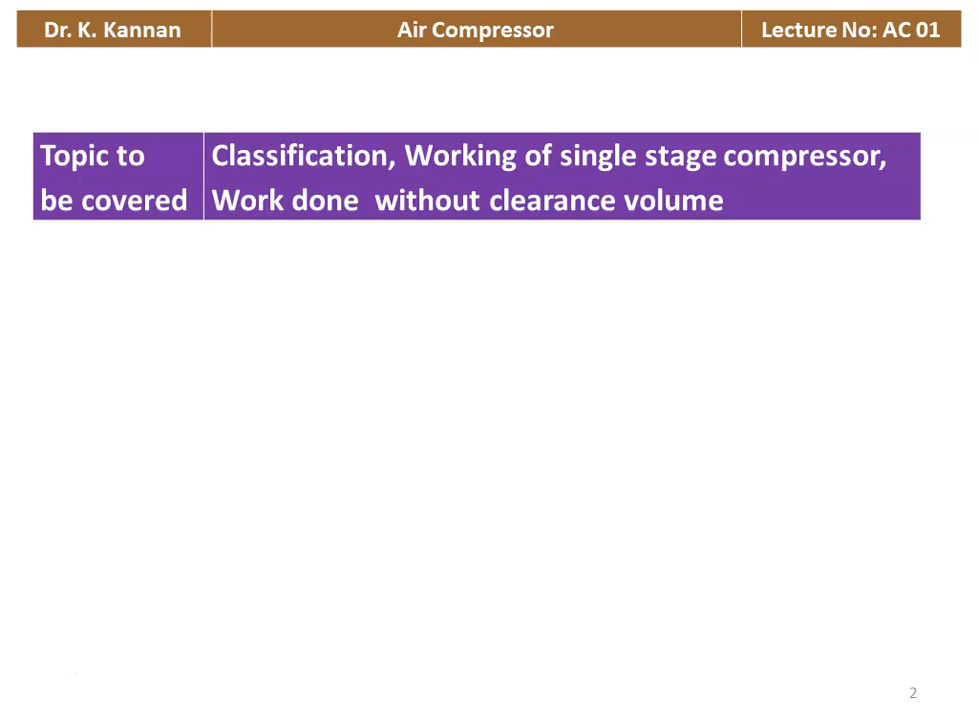 Dr. K. Kannan Air Compressor Lecture No: AC 01
Topic to Classification, Working of single stage compressor,
be covered Work done without clearance volume
2